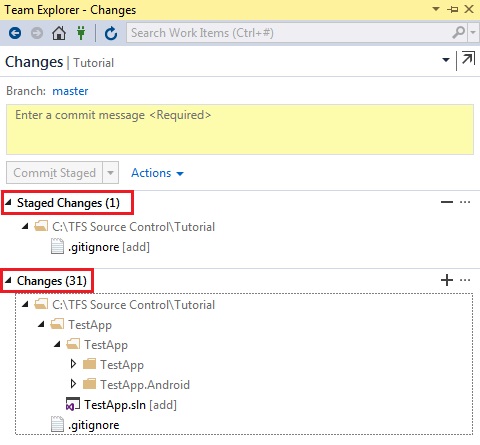 Team Explorer - Changes
Search Work Items (Ctrl+#)
Changes | Tutorial
Branch: master
Enter a commit message <Required>
Commit Staged Actions
Staged Changes (1)
C:\TFS Source Control\Tutorial
.gitignore [add]
Changes (31)
C:\TFS Source Control\Tutorial
TestApp
TestApp
TestApp
TestApp.Android
TestApp.sln [add]
.gitignore